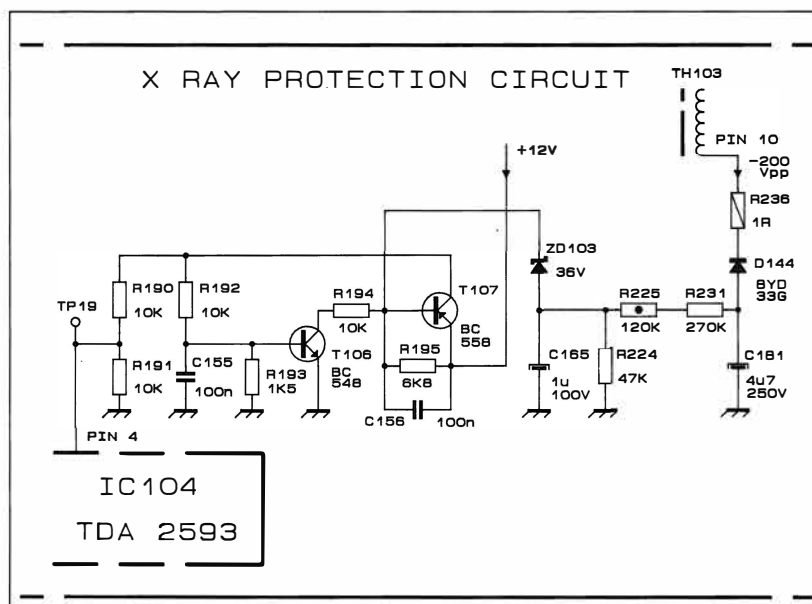 X RAY PROTECTION CIRCUIT
TH103
PIN 10
-200
Vpp
+12V
R236
1R
ZD103
36V
D144
BYD
33G
R190
10K
R192
10K
R194
10K
T107
BC
558
R225
120K
R231
270K
TP19
R191
10K
C155
100n
R193
1K5
T106
BC
548
R195
6K8
C156
100n
C165
1u
100V
R224
47K
C181
4u7
250V
PIN 4
IC104
TDA 2593